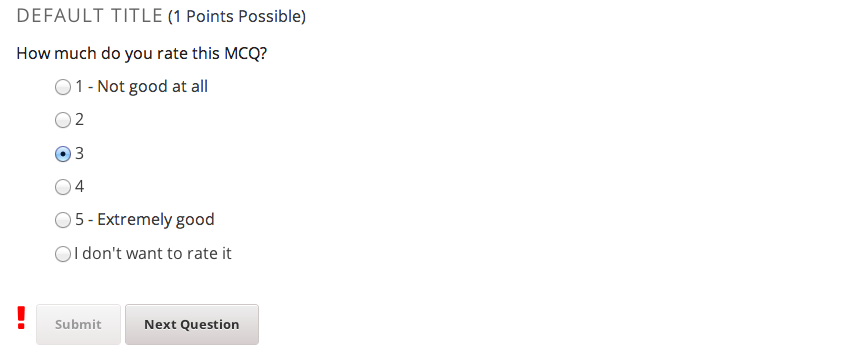 DEFAULT TITLE (1 Points Possible)
How much do you rate this MCQ?
1 - Not good at all
2
3
4
5 - Extremely good
I don't want to rate it
! Submit Next Question